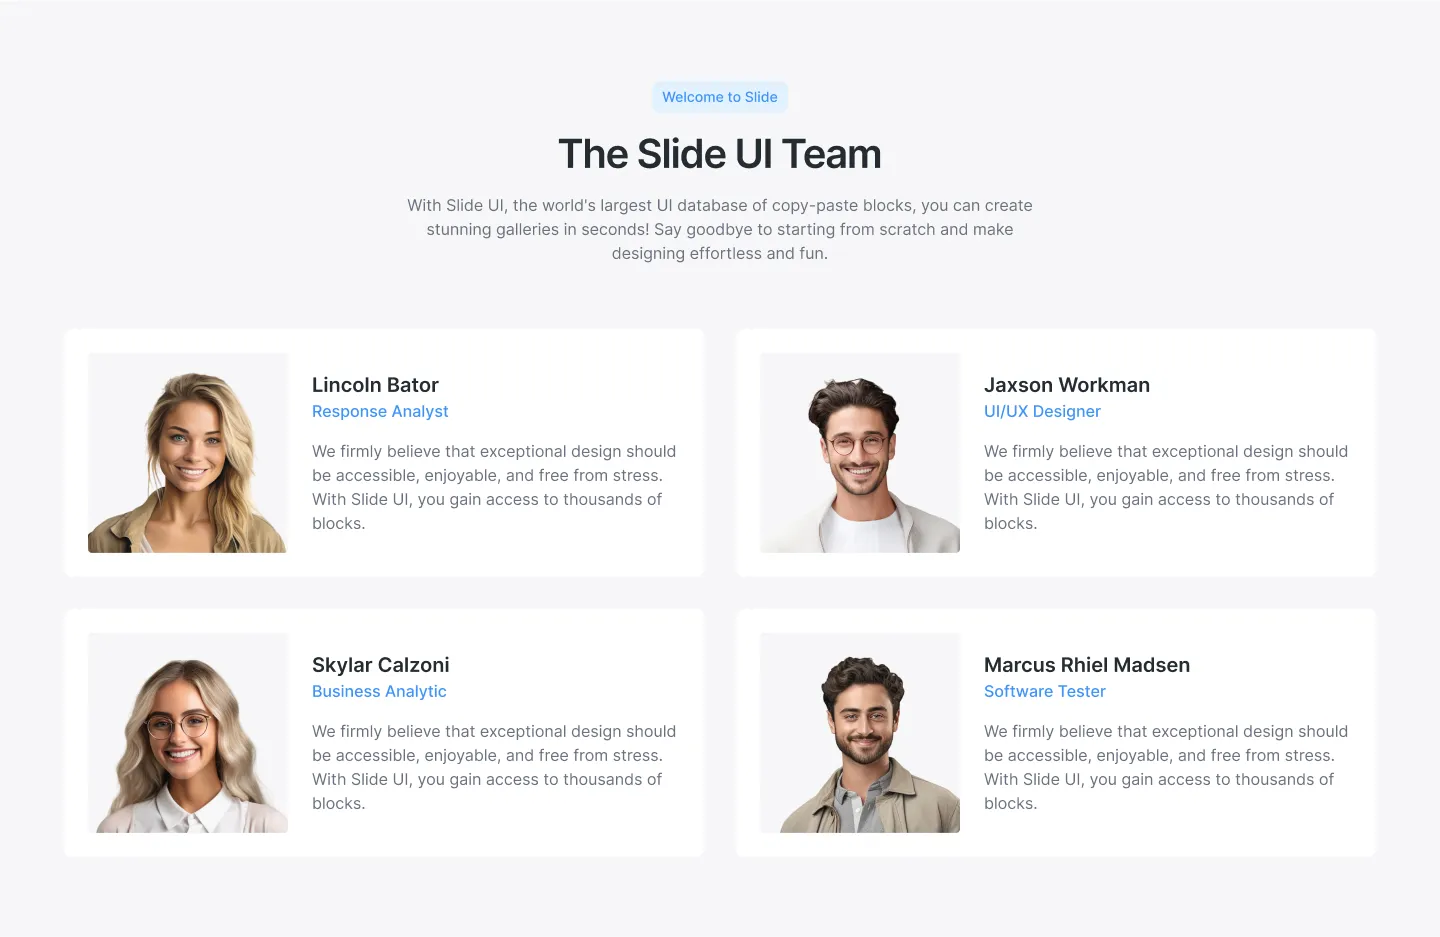 Welcome to Slide
The Slide UI Team
With Slide UI, the world's largest UI database of copy-paste blocks, you can create
stunning galleries in seconds! Say goodbye to starting from scratch and make
designing effortless and fun.
Lincoln Bator
Response Analyst
We firmly believe that exceptional design should
be accessible, enjoyable, and free from stress.
With Slide UI, you gain access to thousands of
blocks.
Jaxson Workman
UI/UX Designer
We firmly believe that exceptional design should
be accessible, enjoyable, and free from stress.
With Slide UI, you gain access to thousands of
blocks.
Skylar Calzoni
Business Analytic
We firmly believe that exceptional design should
be accessible, enjoyable, and free from stress.
With Slide UI, you gain access to thousands of
blocks.
Marcus Rhiel Madsen
Software Tester
We firmly believe that exceptional design should
be accessible, enjoyable, and free from stress.
With Slide UI, you gain access to thousands of
blocks.